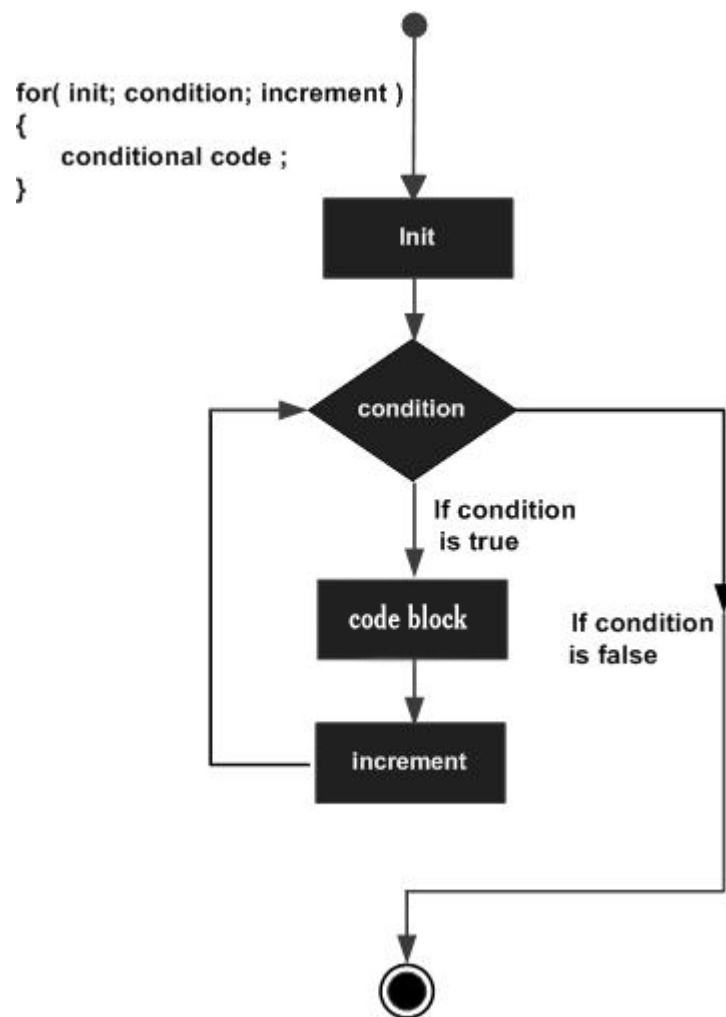 for( init; condition; increment )
{
conditional code ;
}
Init
condition
If condition
is true
code block
If condition
is false
increment